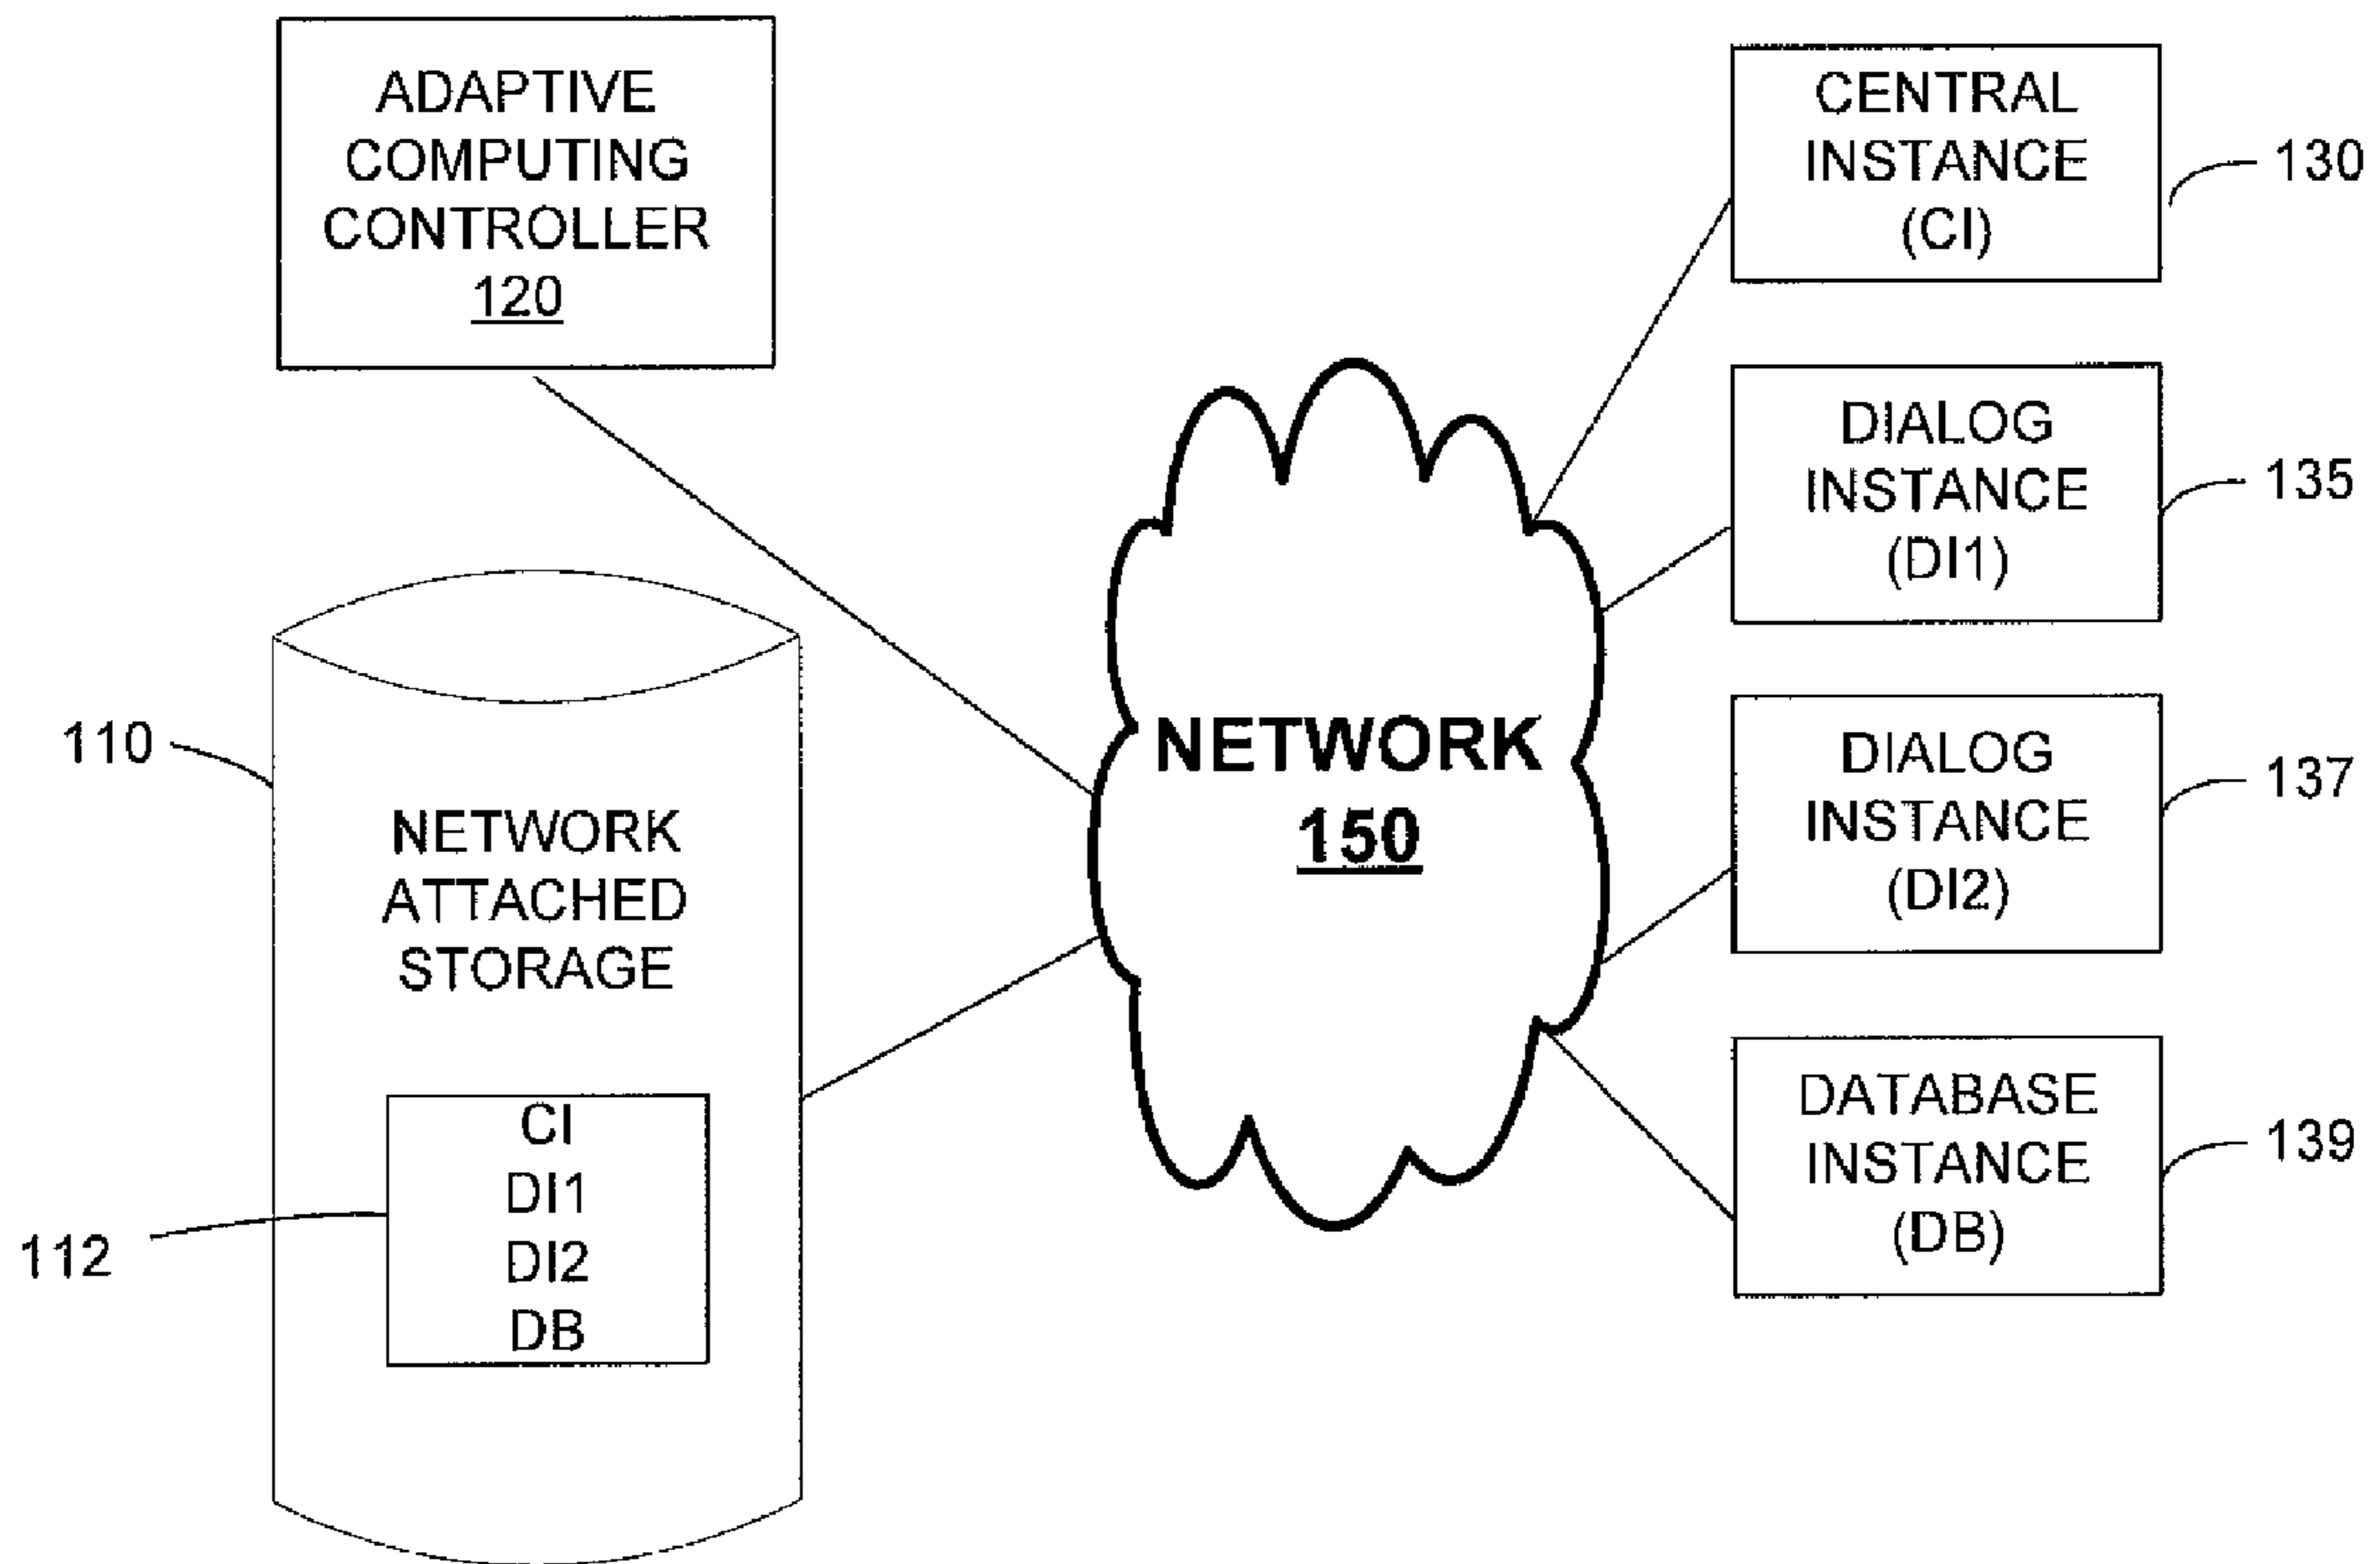 ADAPTIVE
COMPUTING
CONTROLLER
120
110
NETWORK
ATTACHED
STORAGE
112
CI
DI1
DI2
DB
NETWORK
150
CENTRAL
INSTANCE
(CI)
130
DIALOG
INSTANCE
(DI1)
135
DIALOG
INSTANCE
(DI2)
137
DATABASE
INSTANCE
(DB)
139